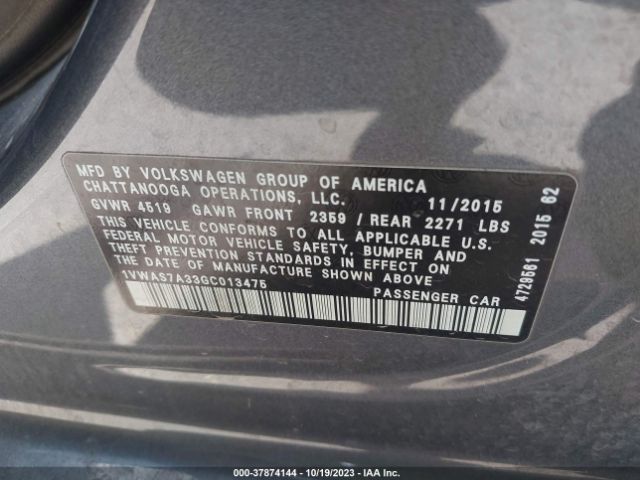 MFD BY VOLKSWAGEN GROUP OF AMERICA
CHATTANOOGA OPERATIONS, LLC. 11/2015
GVWR 4519 GAWR FRONT 2359 / REAR 2271 LBS
THIS VEHICLE CONFORMS TO ALL APPLICABLE U.S.
FEDERAL MOTOR VEHICLE SAFETY, BUMPER AND
THEFT PREVENTION STANDARDS IN EFFECT ON
THE DATE OF MANUFACTURE SHOWN ABOVE
1VWAS7A33GC013475
PASSENGER CAR
4729561 2015 62
000-37874144 - 10/19/2023 - IAA Inc.